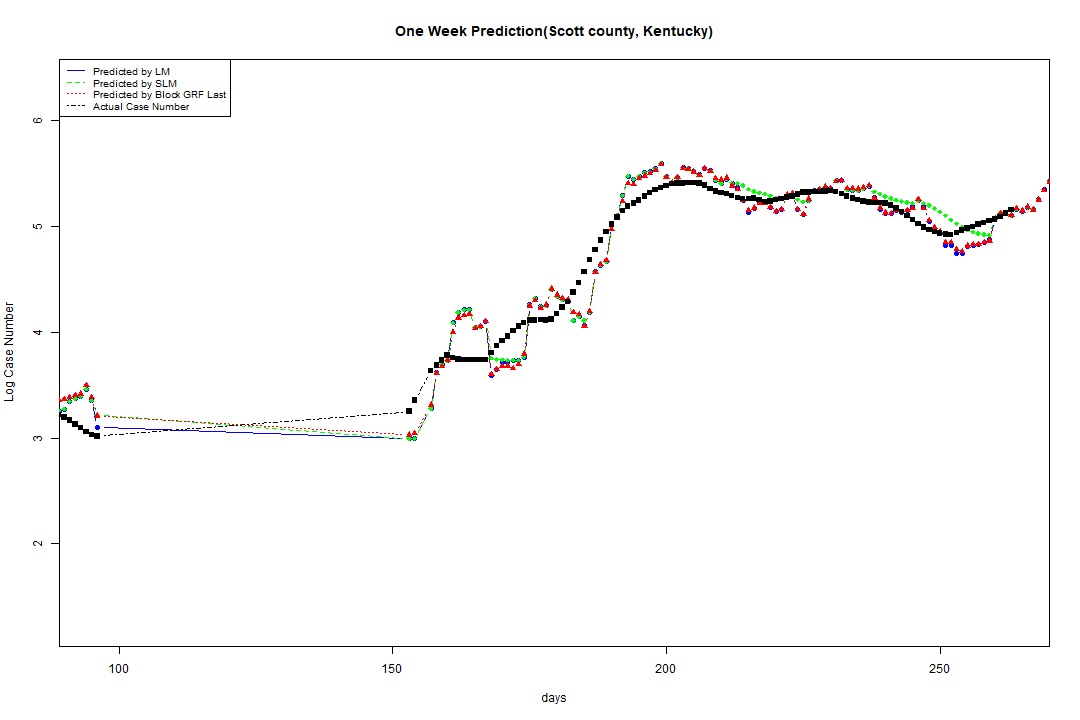 One Week Prediction(Scott county, Kentucky)
Predicted by LM
Predicted by SLM
Predicted by Block GRF Last
Actual Case Number
Log Case Number
6
5
4
3
2
100 150 200 250
days